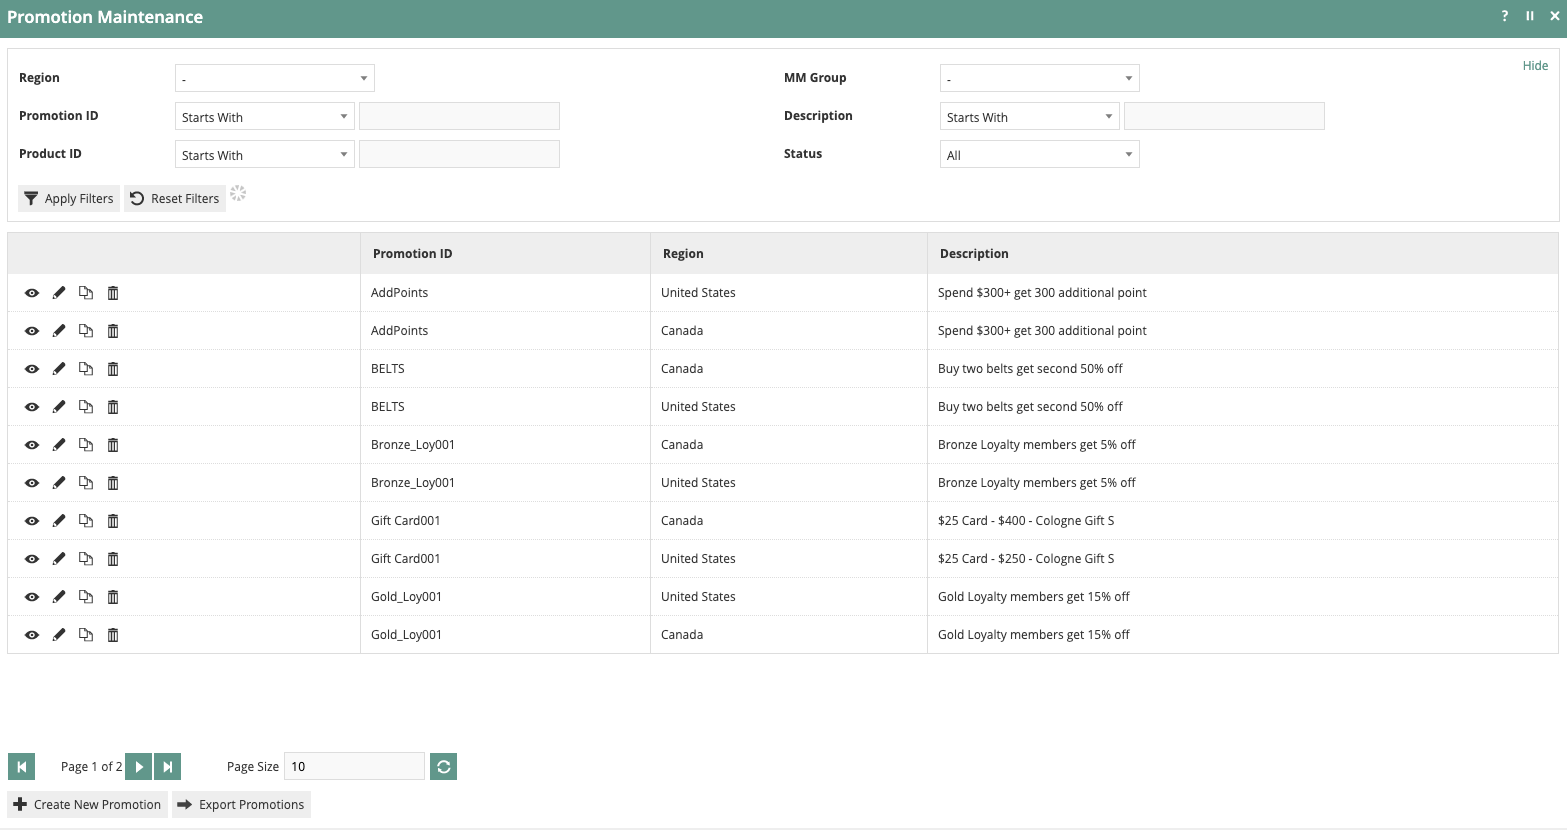 Promotion Maintenance ?
Hide
Region - MM Group -
Promotion ID Starts With Description Starts With
Product ID Starts With Status All
Apply Filters Reset Filters
Promotion ID Region Description
AddPoints United States Spend $300+ get 300 additional point
AddPoints Canada Spend $300+ get 300 additional point
BELTS Canada Buy two belts get second 50% off
BELTS United States Buy two belts get second 50% off
Bronze_Loy001 Canada Bronze Loyalty members get 5% off
Bronze_Loy001 United States Bronze Loyalty members get 5% off
Gift Card001 Canada $25 Card - $400 - Cologne Gift S
Gift Card001 United States $25 Card - $250 - Cologne Gift S
Gold_Loy001 United States Gold Loyalty members get 15% off
Gold_Loy001 Canada Gold Loyalty members get 15% off
Page 1 of 2 Page Size 10
Create New Promotion Export Promotions